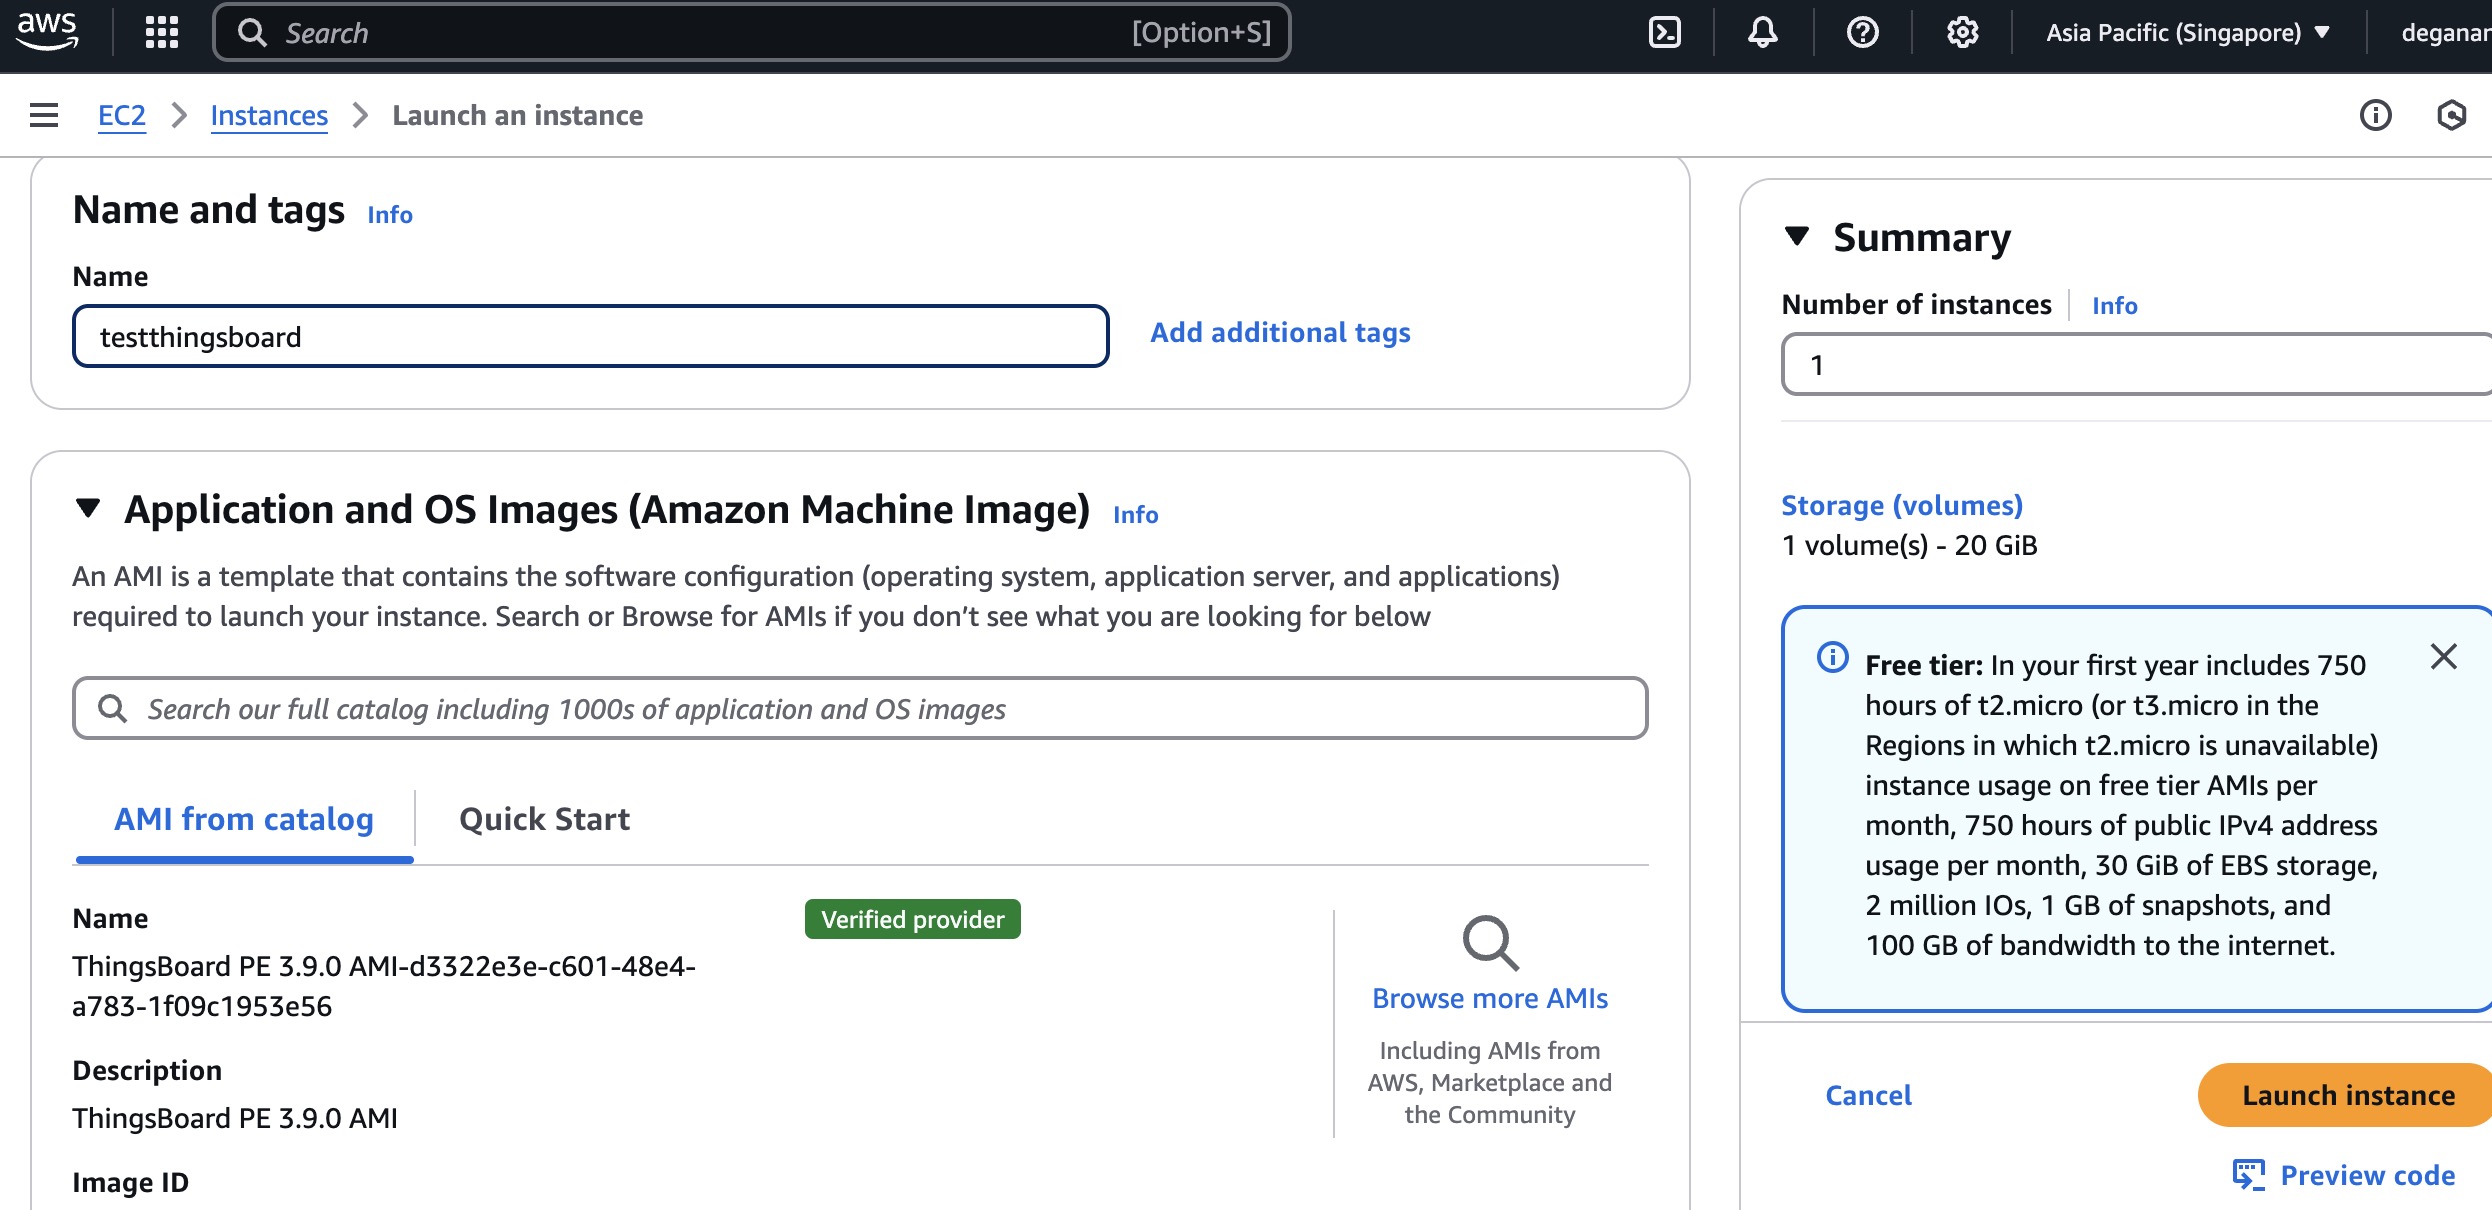 aws
Search
[Option+S]
Asia Pacific (Singapore)
EC2
Instances
Launch an instance
Name and tags
Info
Name
testthingsboard
Add additional tags
Application and OS Images (Amazon Machine Image)
Info
An AMI is a template that contains the software configuration (operating system, application server, and applications)
required to launch your instance. Search or Browse for AMIs if you don’t see what you are looking for below
Search our full catalog including 1000s of application and OS images
AMI from catalog
Quick Start
Name
Verified provider
ThingsBoard PE 3.9.0 AMI-d3322e3e-c601-48e4-
a783-1f09c1953e56
Description
ThingsBoard PE 3.9.0 AMI
Image ID
Browse more AMIs
Including AMIs from
AWS, Marketplace and
the Community
Summary
Number of instances
Info
1
Storage (volumes)
1 volume(s) - 20 GiB
Free tier: In your first year includes 750
hours of t2.micro (or t3.micro in the
Regions in which t2.micro is unavailable)
instance usage on free tier AMIs per
month, 750 hours of public IPv4 address
usage per month, 30 GiB of EBS storage,
2 million IOs, 1 GB of snapshots, and
100 GB of bandwidth to the internet.
Cancel
Launch instance
Preview code